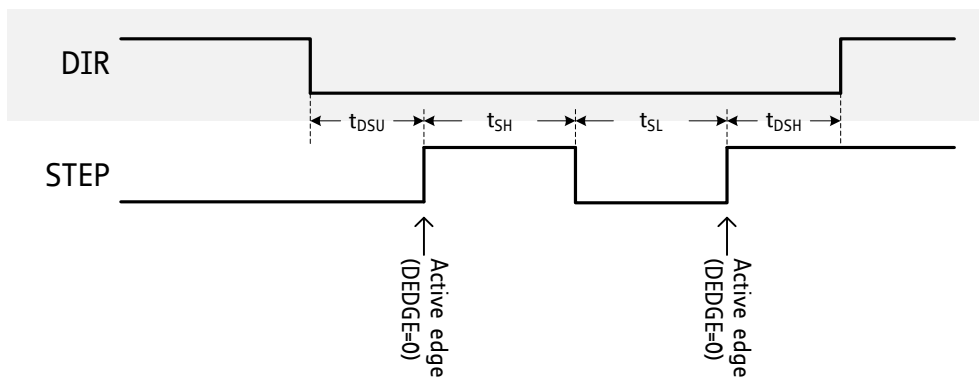 DIR
tDSU
tSH
tSL
tDSH
STEP
Active edge
(DEDGE=0)
Active edge
(DEDGE=0)